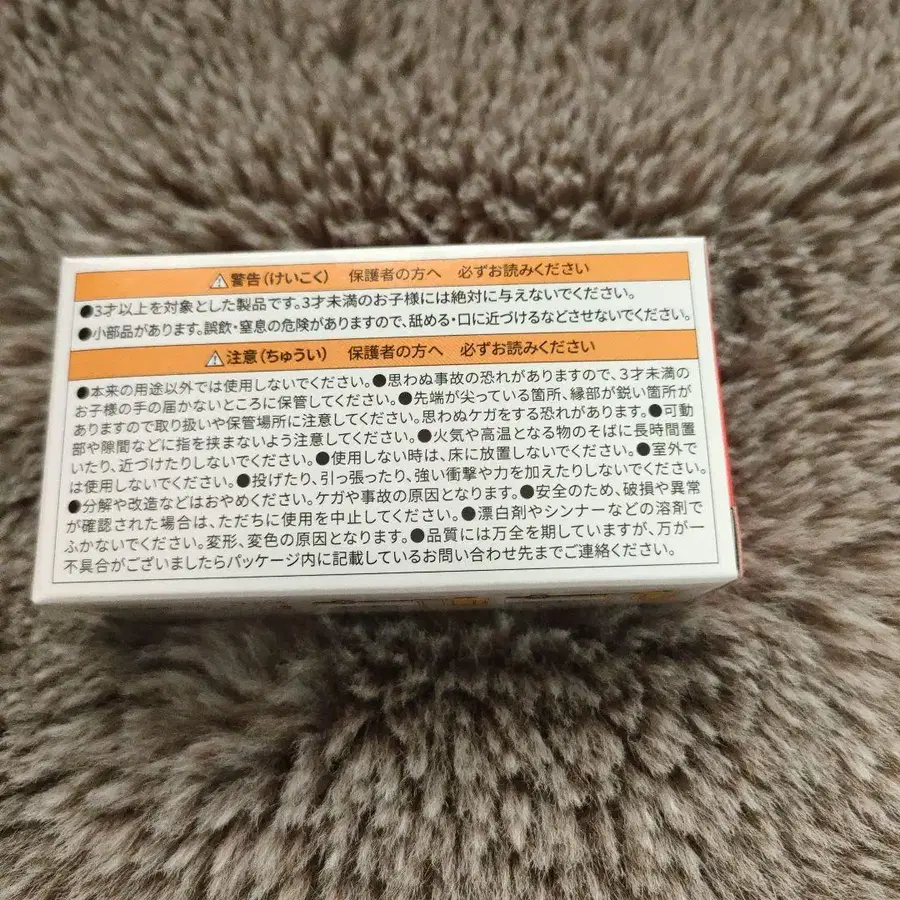 ⚠警告(けいこく) 保護者の方へ 必ずお読みください
●3才以上を対象とした製品です。3才未満のお子様には絶対に与えないでください。
●小部品があります。誤飲・窒息の危険がありますので、舐める・口に近づけるなどさせないでください。
⚠注意(ちゅうい) 保護者の方へ 必ずお読みください
●本来の用途以外では使用しないでください。●思わぬ事故の恐れがありますので、3才未満の
お子様の手の届かないところに保管してください。●先端が尖っている箇所、縁部が鋭い箇所が
ありますので取り扱いや保管場所に注意してください。思わぬケガをする恐れがあります。●可動
部や隙間などに指を挟まないよう注意してください。●火気や高温となる物のそばに長時間置
いたり、近づけたりしないでください。●使用しない時は、床に放置しないでください。●室外で
は使用しないでください。●投げたり、引っ張ったり、強い衝撃や力を加えたりしないでください。
●分解や改造などはおやめください。ケガや事故の原因となります。●安全のため、破損や異常
が確認された場合は、ただちに使用を中止してください。●漂白剤やシンナーなどの溶剤で
ふかないでください。変形、変色の原因となります。●品質には万全を期していますが、万が一
不具合がございましたらパッケージ内に記載しているお問い合わせ先までご連絡ください。